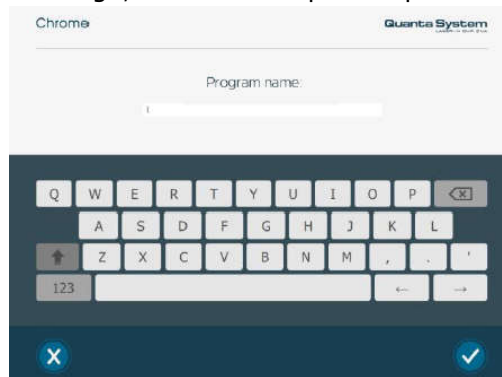 Chrome
Quanta System
Program name:
Q W E R T Y U I O P
A S D F G H J K L
Z X C V B N M , . '
123 ← →
X